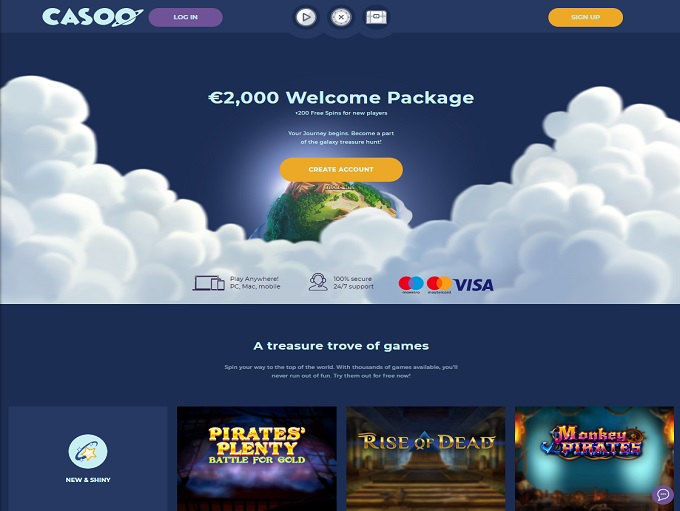 CASOO
LOG IN
SIGN UP
€2,000 Welcome Package
+200 Free Spins for new players
Your Journey begins. Become a part
of the galaxy treasure hunt!
CREATE ACCOUNT
Play Anywhere!
PC, Mac, mobile
100% secure
24/7 support
maestro
mastercard
VISA
A treasure trove of games
Spin your way to the top of the world. With thousands of games available, you'll
never run out of fun. Try them out for free now!
NEW & SHINY
PIRATES'
PLENTY
BATTLE FOR GOLD
RISE OF DEAD
Monkey
PIRATES